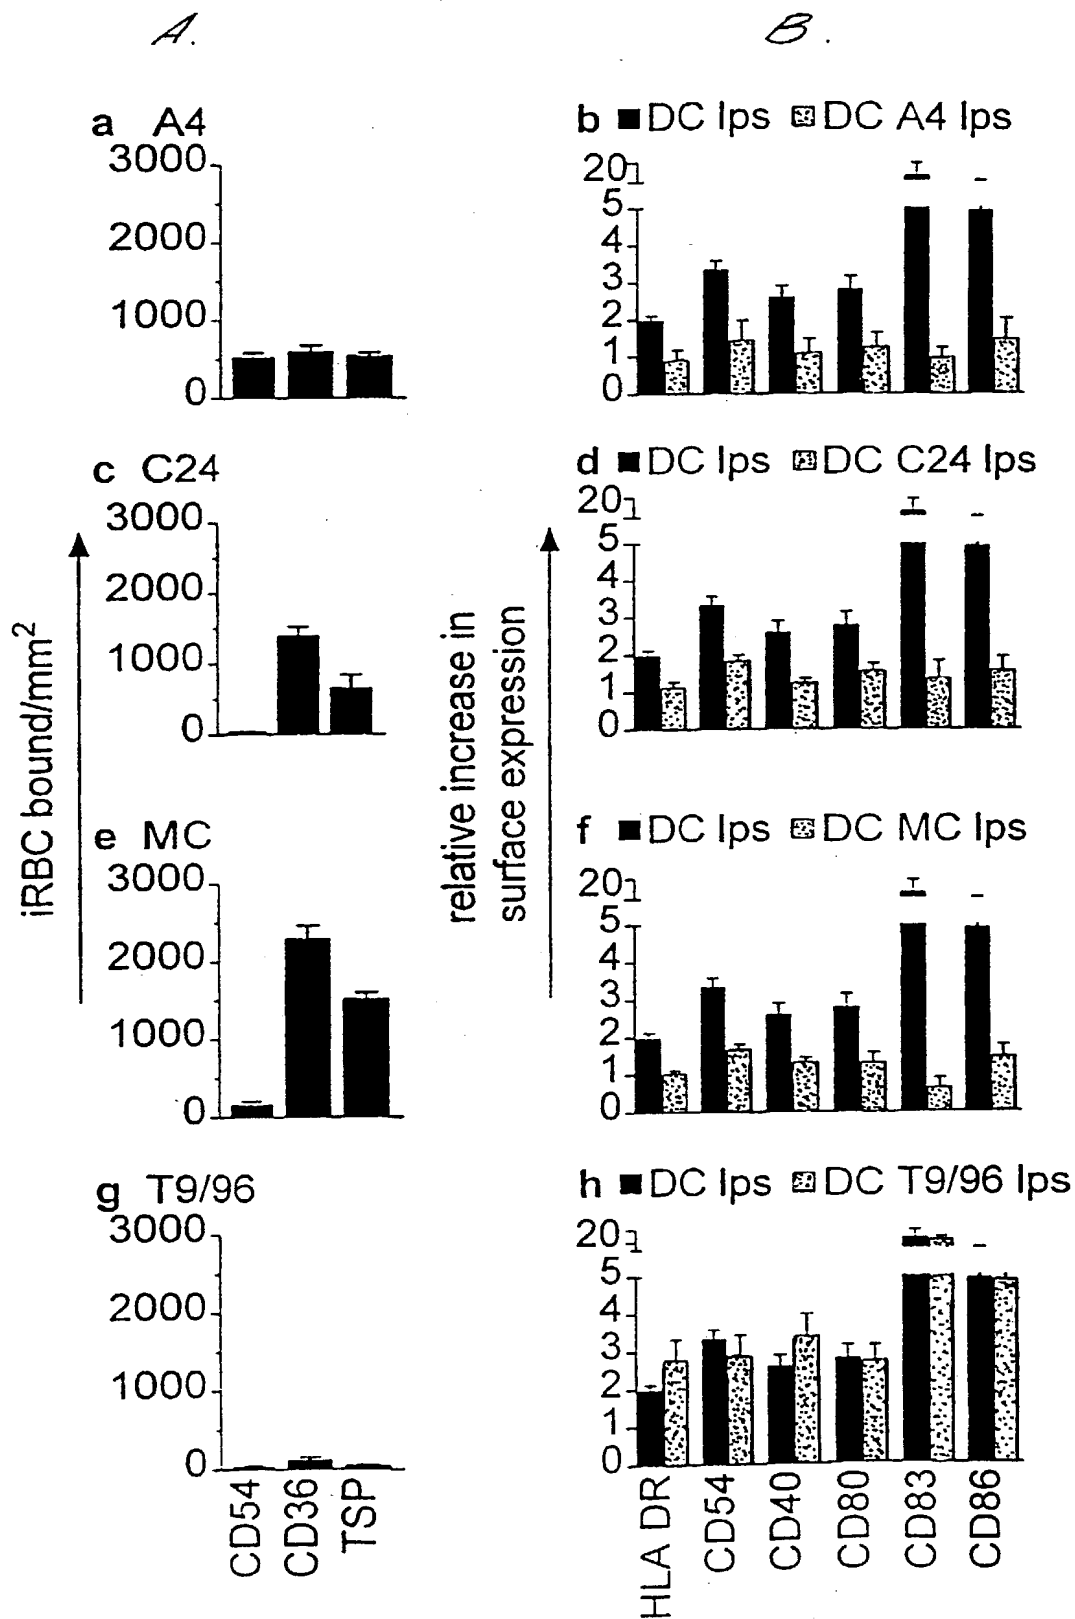 A.
B.
a A4
3000
2000
1000
0
b DC lps DC A4 lps
20
5
4
3
2
1
0
c C24
3000
2000
1000
0
d DC lps DC C24 lps
20
5
4
3
2
1
0
iRBC bound/mm²
relative increase in
surface expression
e MC
3000
2000
1000
0
f DC lps DC MC lps
20
5
4
3
2
1
0
g T9/96
3000
2000
1000
0
CD54
CD36
TSP
h DC lps DC T9/96 lps
20
5
4
3
2
1
0
HLA DR
CD54
CD40
CD80
CD83
CD86